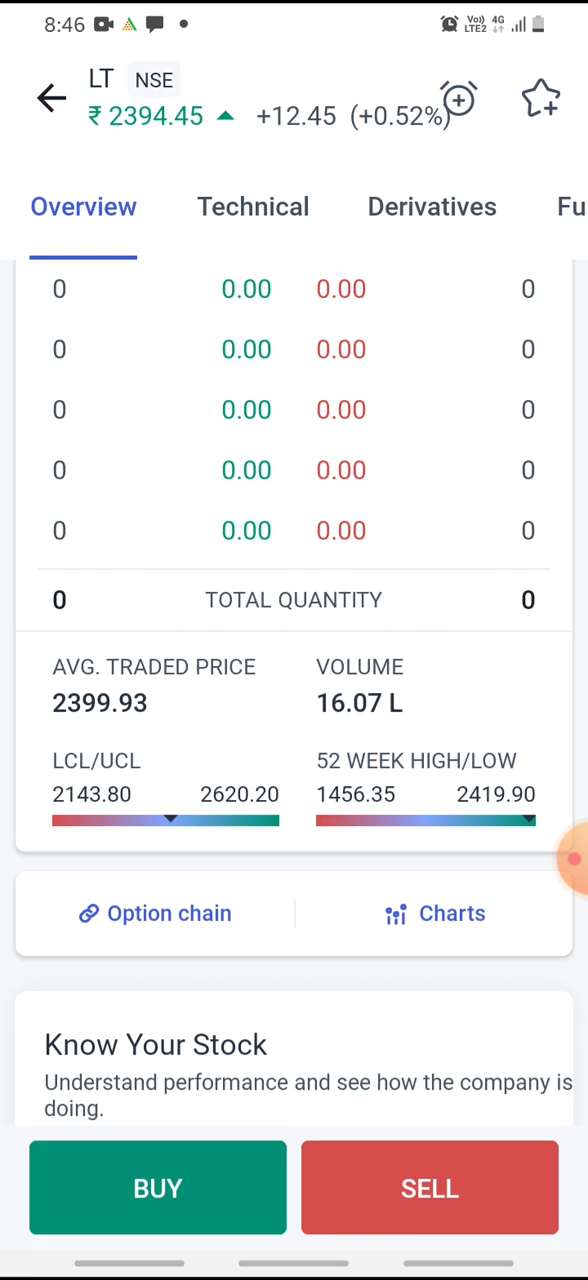 8:46 Vo) 4G LTE2
LT NSE
₹ 2394.45 +12.45 (+0.52%)
Overview Technical Derivatives Fu
0 0.00 0.00 0
0 0.00 0.00 0
0 0.00 0.00 0
0 0.00 0.00 0
0 0.00 0.00 0
0 TOTAL QUANTITY 0
AVG. TRADED PRICE VOLUME
2399.93 16.07 L
LCL/UCL 52 WEEK HIGH/LOW
2143.80 2620.20 1456.35 2419.90
Option chain Charts
Know Your Stock
Understand performance and see how the company is
doing.
BUY SELL